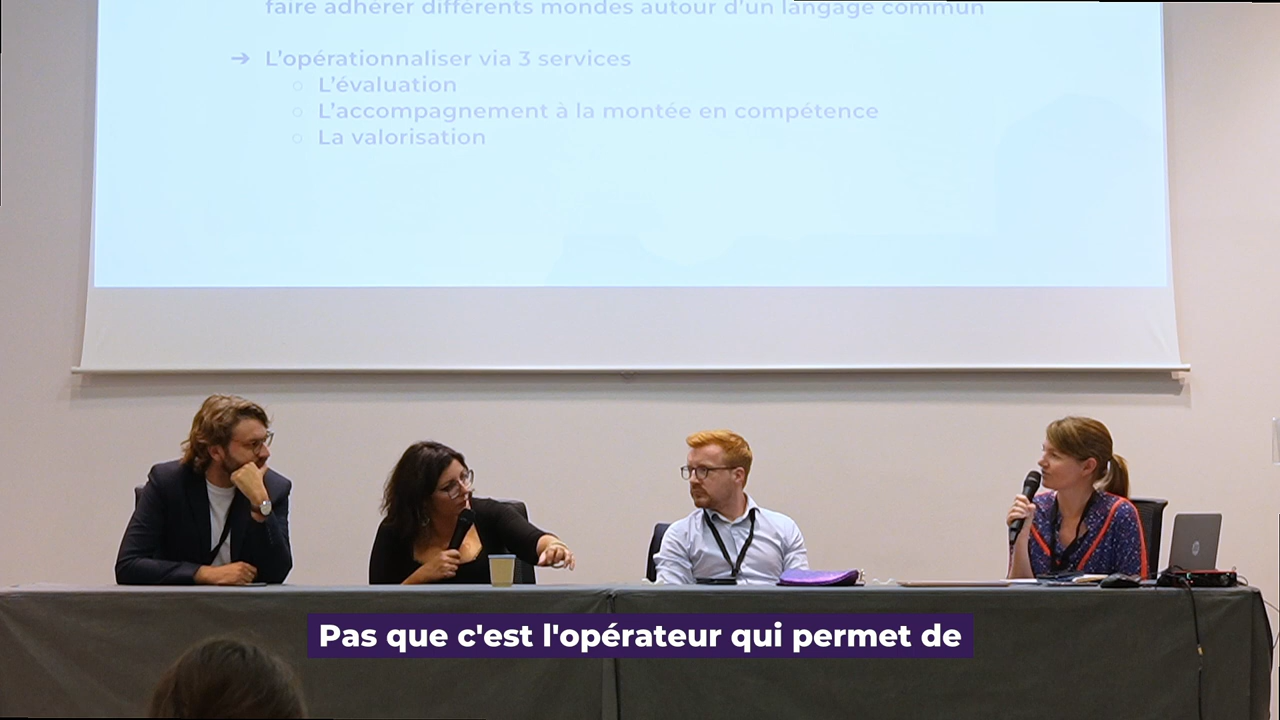 faire adhérer différents mondes autour d'un langage commun
➔ L'opérationnaliser via 3 services
○ L'évaluation
○ L'accompagnement à la montée en compétence
○ La valorisation
hp
Pas que c'est l'opérateur qui permet de